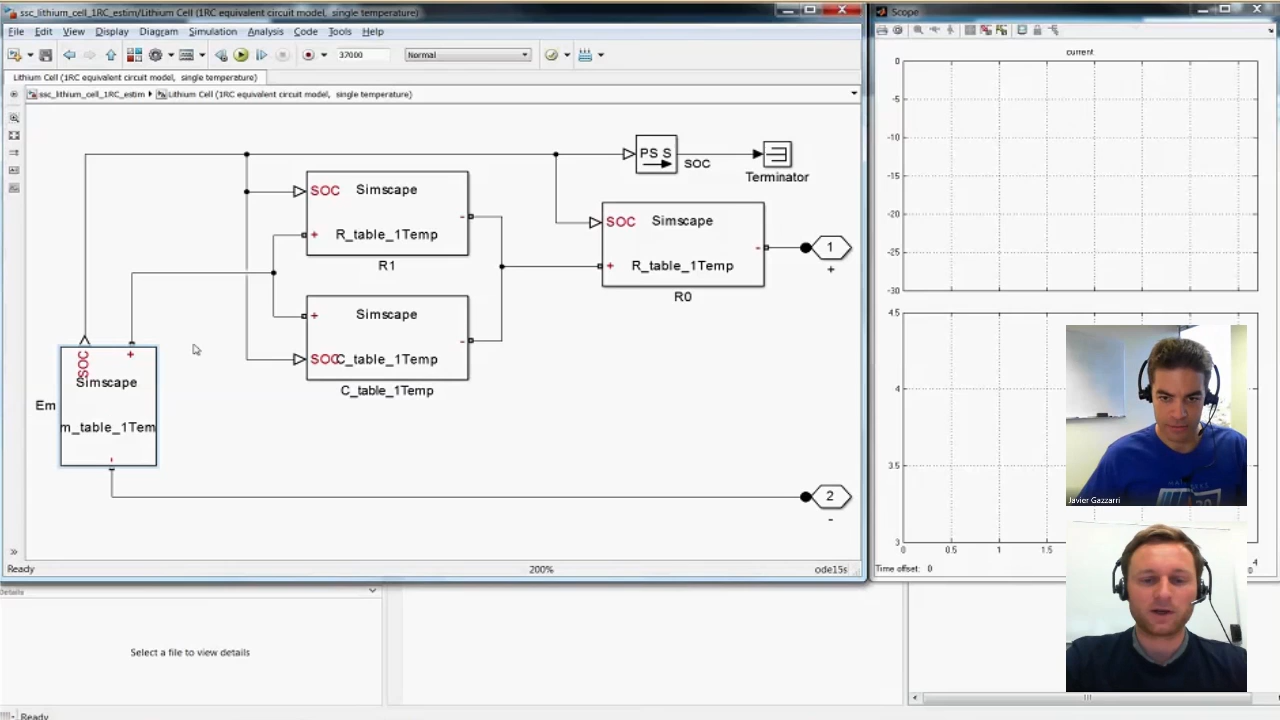 ssc_lithium_cell_1RC_estim/Lithium Cell (1RC equivalent circuit model, single temperature)
File Edit View Display Diagram Simulation Analysis Code Tools Help
37000
Normal
Lithium Cell (1RC equivalent circuit model, single temperature)
ssc_lithium_cell_1RC_estim
Lithium Cell (1RC equivalent circuit model, single temperature)
PS S
SOC
Terminator
SOC Simscape
-
+ R_table_1Temp
R1
SOC Simscape
-
+ R_table_1Temp
R0
1
+
+ Simscape
-
SOC
C_table_1Temp
C_table_1Temp
SOC
+
Simscape
Em
m_table_1Tem
-
2
-
»
Ready
200%
ode15s
Details
Select a file to view details
Ready
Scope
current
0
-5
-10
-15
-20
-25
-30
4.5
4
3.5
3
0 0.5 1 1.5
4
Time offset: 0
Javier Gazzarri